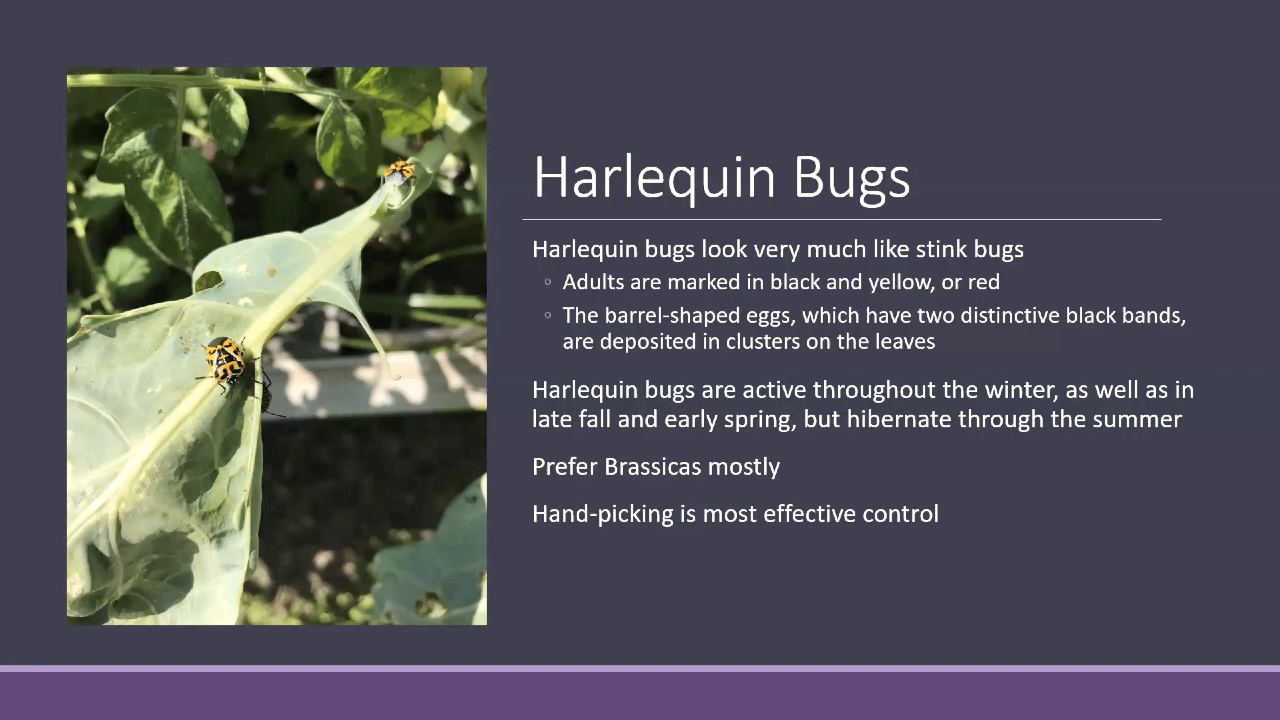 Harlequin Bugs
Harlequin bugs look very much like stink bugs
◦ Adults are marked in black and yellow, or red
◦ The barrel-shaped eggs, which have two distinctive black bands,
are deposited in clusters on the leaves
Harlequin bugs are active throughout the winter, as well as in
late fall and early spring, but hibernate through the summer
Prefer Brassicas mostly
Hand-picking is most effective control